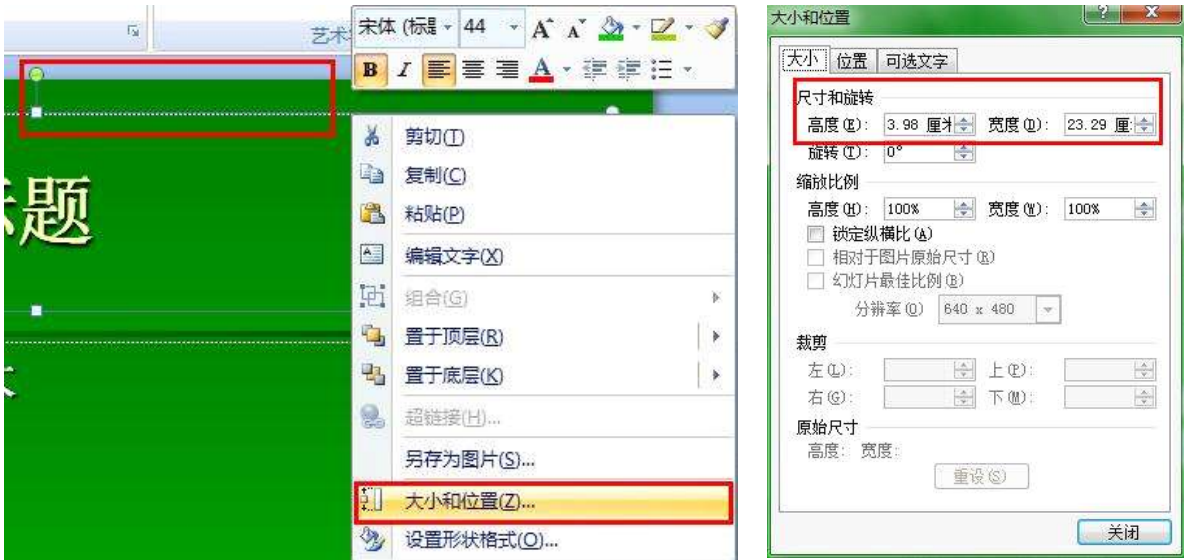 艺术
宋体 (标是 44 A A
B I A
标题
剪切(T)
复制(C)
粘贴(P)
编辑文字(X)
组合(G)
置于顶层(R)
置于底层(K)
超链接(H)...
另存为图片(S)...
大小和位置(Z)...
设置形状格式(O)...
大小和位置
大小 位置 可选文字
尺寸和旋转
高度(E): 3.98 厘米 宽度(D): 23.29 厘
旋转(T): 0°
缩放比例
高度(H): 100% 宽度(W): 100%
锁定纵横比(A)
相对于图片原始尺寸(R)
幻灯片最佳比例(B)
分辨率(O) 640 x 480
裁剪
左(L): 上(P):
右(G): 下(M):
原始尺寸
高度: 宽度:
重设(S)
关闭